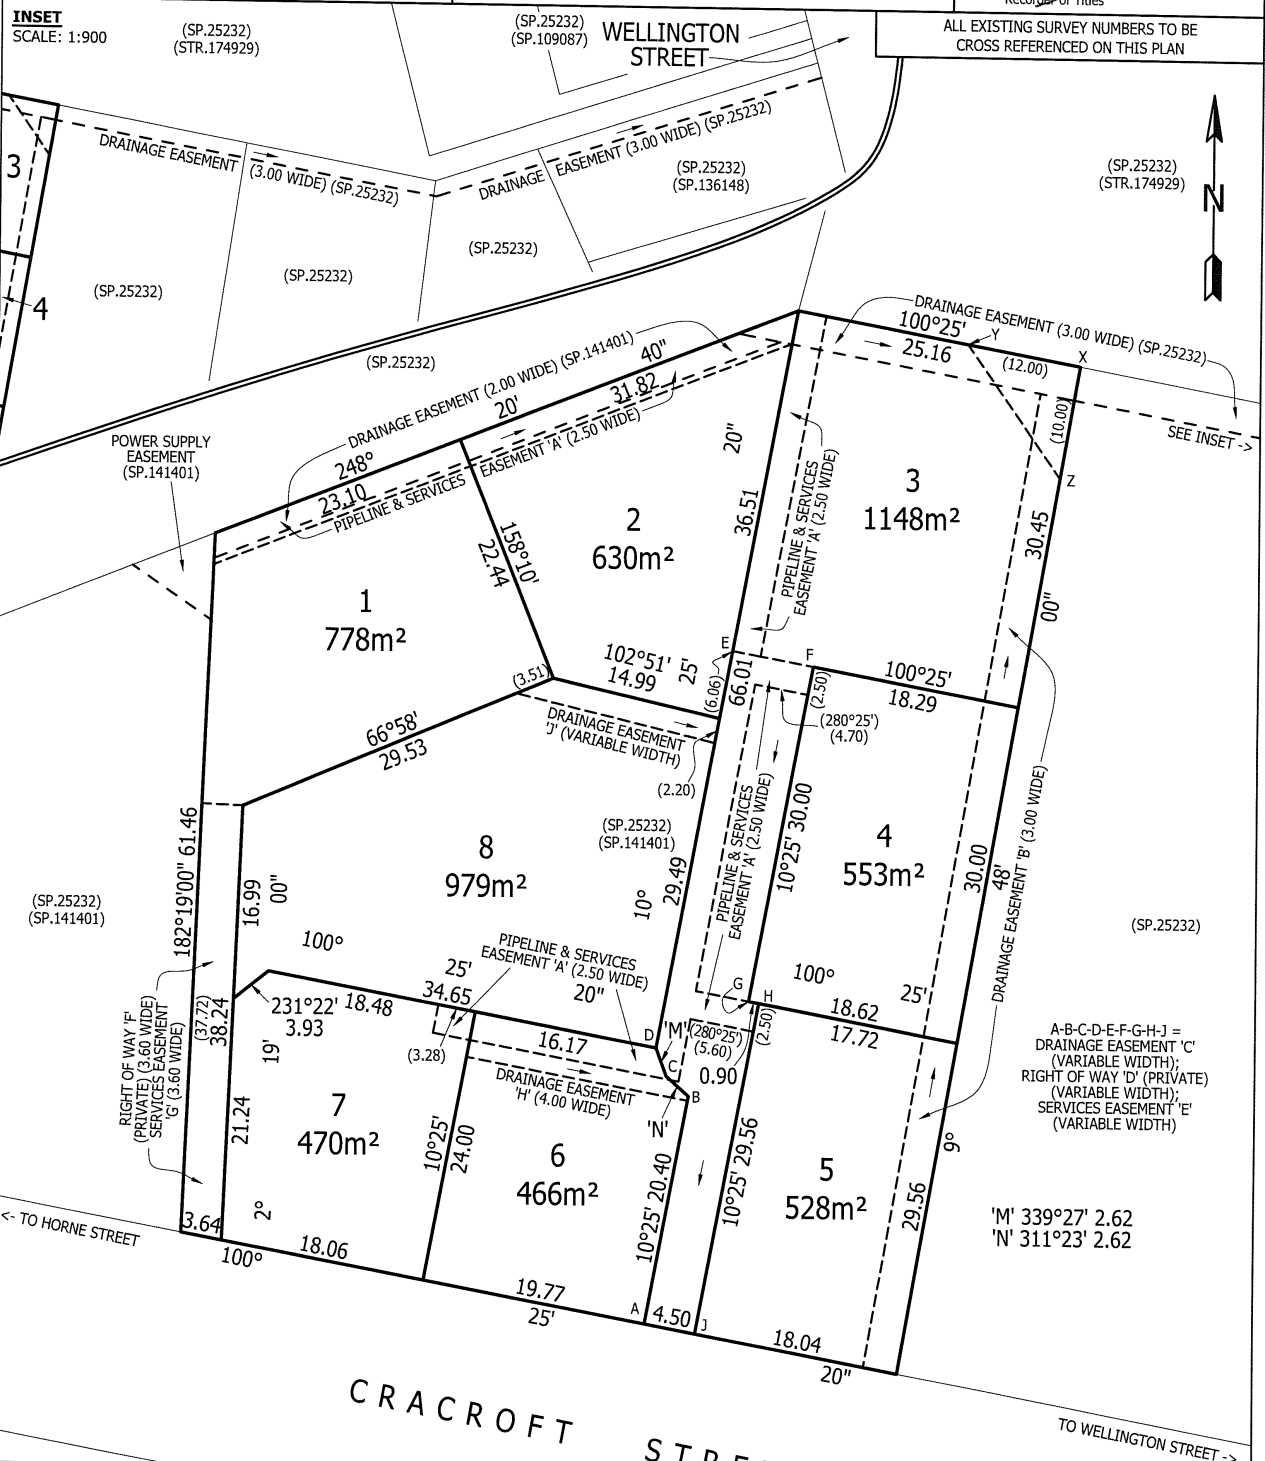 INSET
SCALE: 1:900
(SP.25232)
(STR.174929)
(SP.25232)
(SP.109087)
WELLINGTON
STREET
Recorder of Titles
ALL EXISTING SURVEY NUMBERS TO BE
CROSS REFERENCED ON THIS PLAN
3
4
DRAINAGE EASEMENT (3.00 WIDE) (SP.25232)
DRAINAGE EASEMENT (3.00 WIDE) (SP.25232)
(SP.25232)
(SP.136148)
(SP.25232)
(STR.174929)
N
(SP.25232)
(SP.25232)
(SP.25232)
(SP.25232)
DRAINAGE EASEMENT (3.00 WIDE) (SP.25232)
100°25'
25.16
Y
X
(12.00)
(10.00)
Z
SEE INSET ->
DRAINAGE EASEMENT (2.00 WIDE) (SP.141401)
248°
20'
40"
23.10
31.82
PIPELINE & SERVICES EASEMENT 'A' (2.50 WIDE)
POWER SUPPLY
EASEMENT
(SP.141401)
1
778m²
158°10'
22.44
2
630m²
20"
36.51
PIPELINE & SERVICES
EASEMENT 'A' (2.50 WIDE)
3
1148m²
30.45
00"
E
F
102°51'
14.99
25'
(6.06)
66.01
(2.50)
100°25'
18.29
(3.51)
66°58'
29.53
DRAINAGE EASEMENT
'J' (VARIABLE WIDTH)
(2.20)
(280°25')
(4.70)
PIPELINE & SERVICES
EASEMENT 'A' (2.50 WIDE)
10°25' 30.00
4
553m²
30.00
48'
DRAINAGE EASEMENT 'B' (3.00 WIDE)
(SP.25232)
(SP.141401)
8
979m²
10°
29.49
182°19'00" 61.46
16.99
00"
(SP.25232)
(SP.141401)
(SP.25232)
100°
25'
20"
PIPELINE & SERVICES
EASEMENT 'A' (2.50 WIDE)
231°22'
3.93
18.48
34.65
16.17
(3.28)
G
H
100°
25'
18.62
17.72
D
'M'
(280°25')
(5.60)
(2.50)
C
0.90
B
'N'
DRAINAGE EASEMENT
'H' (4.00 WIDE)
RIGHT OF WAY 'F'
(PRIVATE) (3.60 WIDE)
SERVICES EASEMENT
'G' (3.60 WIDE)
(37.72)
38.24
19'
21.24
2°
7
470m²
10°25'
24.00
6
466m²
10°25' 20.40
10°25' 29.56
5
528m²
29.56
9°
A-B-C-D-E-F-G-H-J =
DRAINAGE EASEMENT 'C'
(VARIABLE WIDTH);
RIGHT OF WAY 'D' (PRIVATE)
(VARIABLE WIDTH);
SERVICES EASEMENT 'E'
(VARIABLE WIDTH)
'M' 339°27' 2.62
'N' 311°23' 2.62
<- TO HORNE STREET
3.64
100°
18.06
19.77
25'
A
4.50
J
18.04
20"
CRACROFT
TO WELLINGTON STREET ->